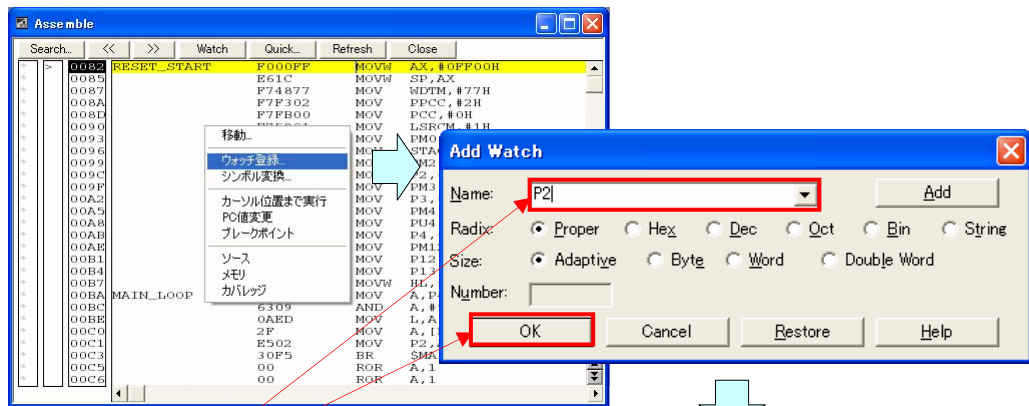 Assemble
Search... << >> Watch Quick... Refresh Close
* > 0082 RESET_START F000FF MOVW AX,#0FF00H
* 0085 E61C MOVW SP,AX
* 0087 F74877 MOV WDTM,#77H
* 008A F7F302 MOV PPCC,#2H
* 008D F7FB00 MOV PCC,#0H
* 0090 MOV LSRCM,#1H
* 0093 MOV PM0
* 0096 MOV
* 0099 MOV PM2
* 009C MOV P2,
* 009F MOV PM3
* 00A2 MOV P3,
* 00A5 MOV PM4
* 00A8 MOV PU4
* 00AB MOV P4,
* 00AE MOV PM12
* 00B1 MOV P12
* 00B4 MOV P13
* 00B7 MOVW HL,
* 00BA MAIN_LOOP MOV A,P4
* 00BC 6309 AND A,#
* 00BE 0AED MOV L,A
* 00C0 2F MOV A,[
* 00C1 E502 MOV P2,
* 00C3 30F5 BR $MA
* 00C5 00 ROR A,1
* 00C6 00 ROR A,1
移動...
ウォッチ登録...
シンボル変換...
カーソル位置まで実行
PC値変更
ブレークポイント
ソース
メモリ
カバレッジ
Add Watch
Name: P2 Add
Radix: Proper Hex Dec Oct Bin String
Size: Adaptive Byte Word Double Word
Number:
OK Cancel Restore Help